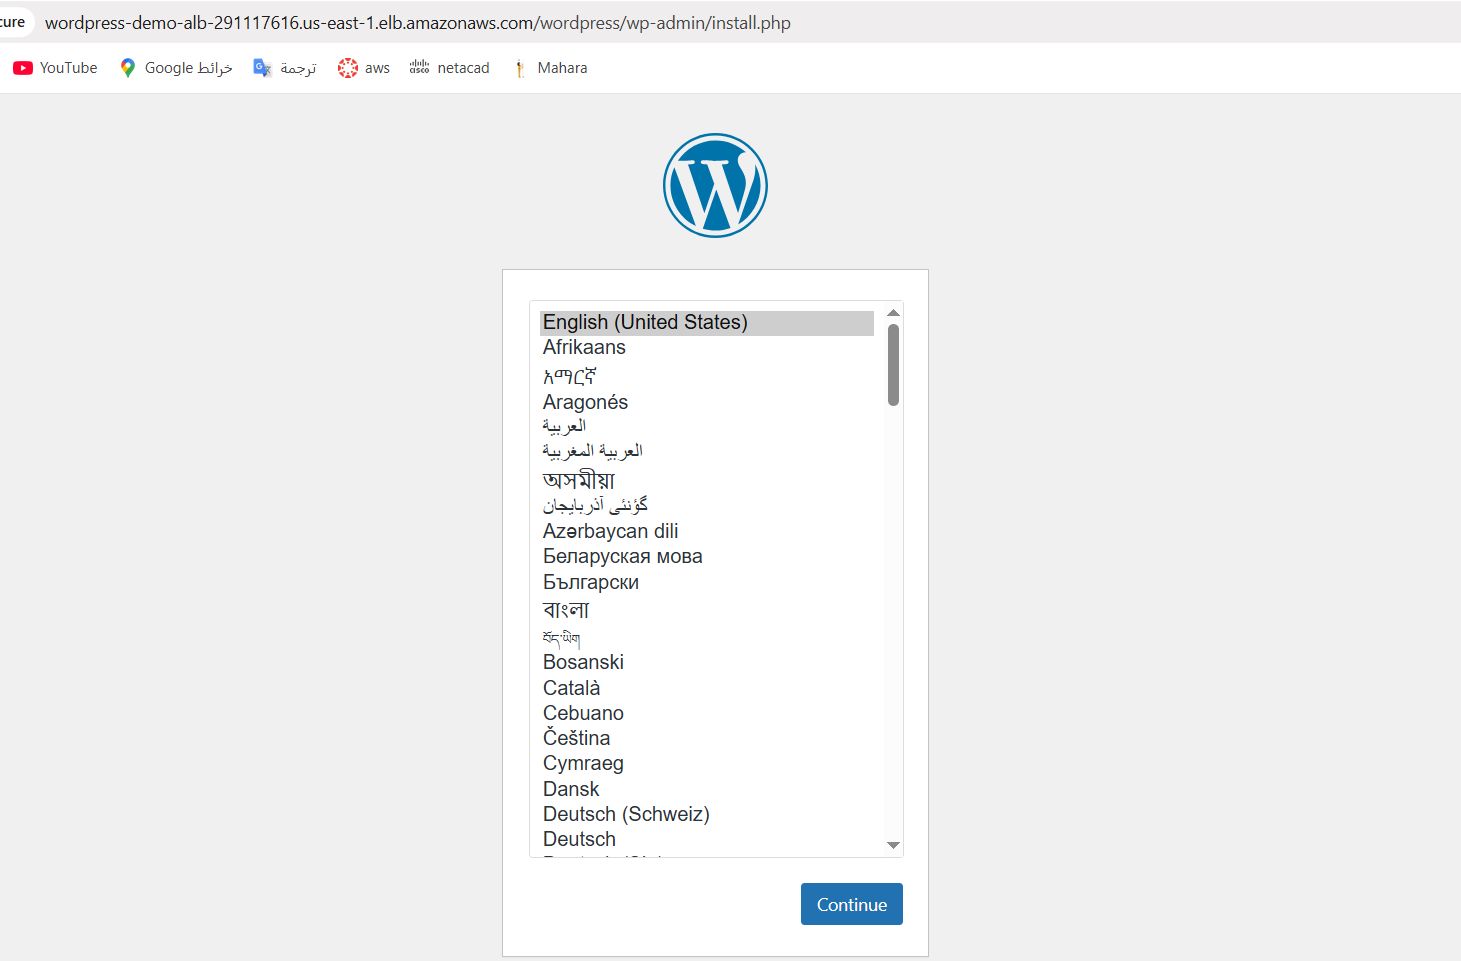 cure wordpress-demo-alb-291117616.us-east-1.elb.amazonaws.com/wordpress/wp-admin/install.php
YouTube خرائط Google ترجمة aws netacad Mahara
English (United States)
Afrikaans
አማርኛ
Aragonés
العربية
العربية المغربية
অসমীয়া
گؤنئی آذربایجان
Azərbaycan dili
Беларуская мова
Български
বাংলা
བོད་ཡིག
Bosanski
Català
Cebuano
Čeština
Cymraeg
Dansk
Deutsch (Schweiz)
Deutsch
Continue